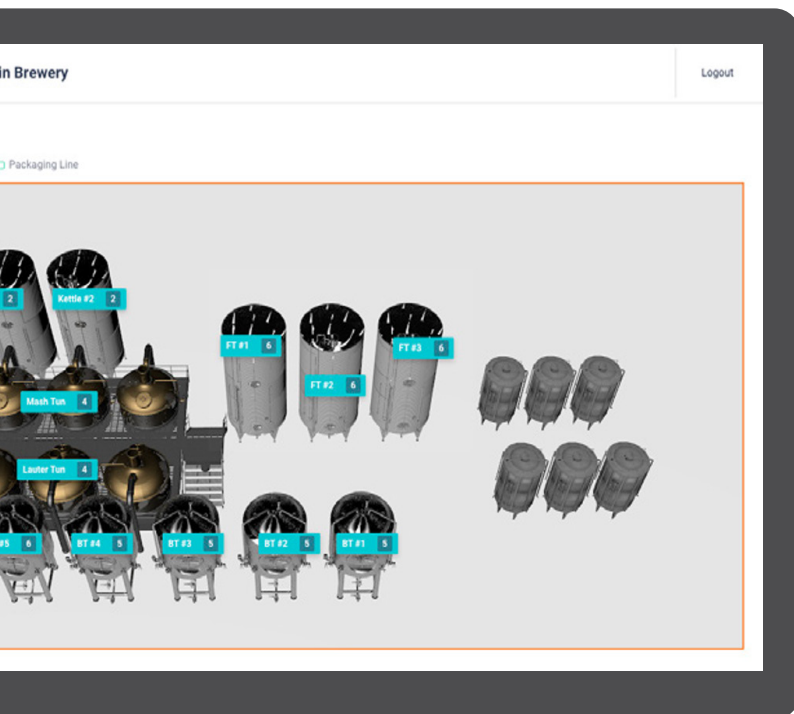 in Brewery
Logout
Packaging Line
2
Kettle #2 2
FT #1 6
FT #2 6
FT #3 6
Mash Tun 4
Lauter Tun 4
#5 6
BT #4 5
BT #3 5
BT #2 5
BT #1 5